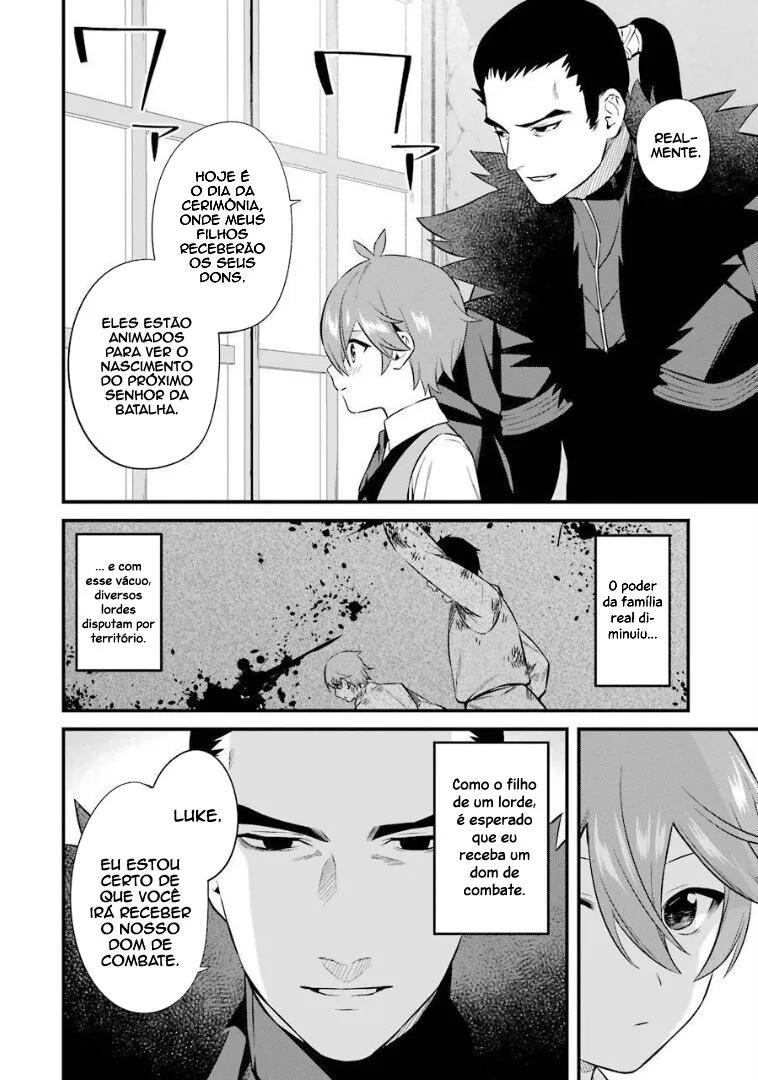 REAL-
MENTE.
HOJE É
O DIA DA
CERIMÔNIA,
ONDE MEUS
FILHOS
RECEBERÃO
OS SEUS
DONS.
ELES ESTÃO
ANIMADOS
PARA VER O
NASCIMENTO
DO PRÓXIMO
SENHOR DA
BATALHA.
ワ
ワ
ワ
O poder
da família
real di-
minuiu...
... e com
esse vácuo,
diversos
lordes
disputam por
território.
Como o filho
de um lorde,
é esperado
que eu
receba um
dom de
combate.
LUKE.
EU ESTOU
CERTO DE
QUE VOCÊ
IRÁ RECEBER
O NOSSO
DOM DE
COMBATE.